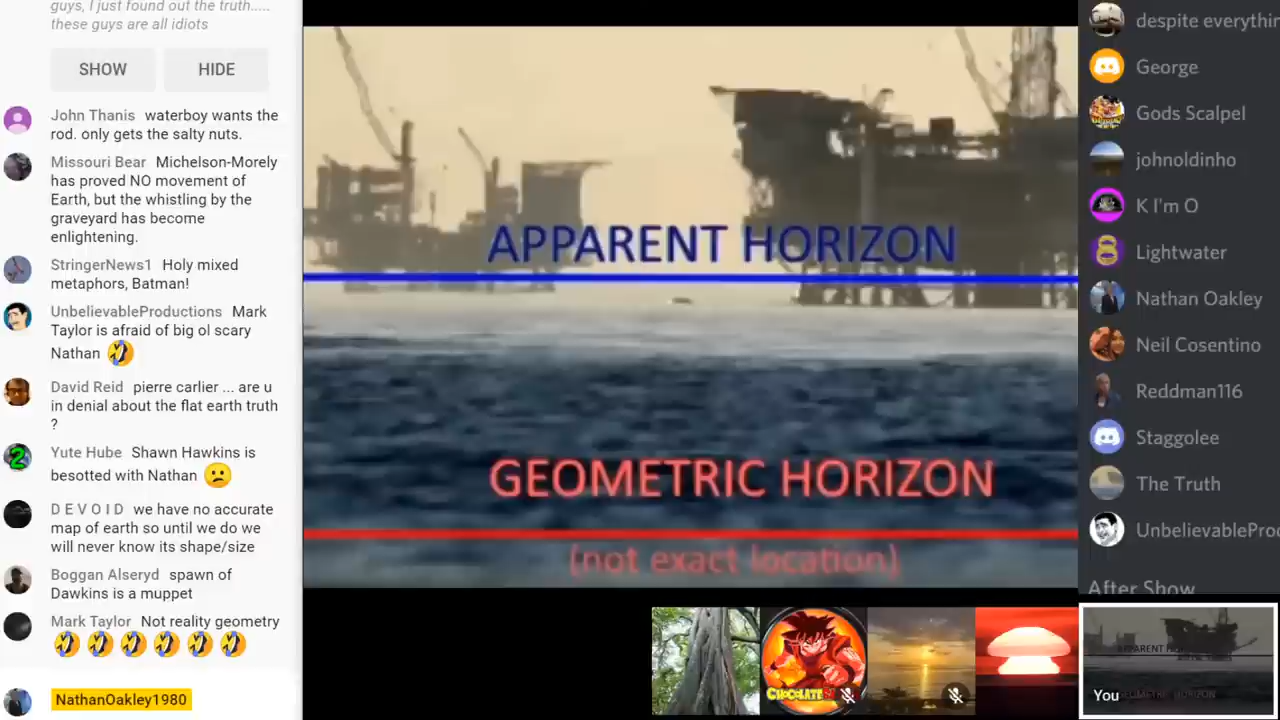 guys, I just found out the truth.....
these guys are all idiots
SHOW
HIDE
John Thanis waterboy wants the
rod. only gets the salty nuts.
Missouri Bear Michelson-Morely
has proved NO movement of
Earth, but the whistling by the
graveyard has become
enlightening.
StringerNews1 Holy mixed
metaphors, Batman!
UnbelievableProductions Mark
Taylor is afraid of big ol scary
Nathan 🤣
David Reid pierre carlier ... are u
in denial about the flat earth truth
?
Yute Hube Shawn Hawkins is
besotted with Nathan 😕
D E V O I D we have no accurate
map of earth so until we do we
will never know its shape/size
Boggan Alseryd spawn of
Dawkins is a muppet
Mark Taylor Not reality geometry
🤣 🤣 🤣 🤣 🤣 🤣
NathanOakley1980
APPARENT HORIZON
GEOMETRIC HORIZON
(not exact location)
CHOCOLATE
despite everythin
George
Gods Scalpel
johnoldinho
K I'm O
Lightwater
Nathan Oakley
Neil Cosentino
Reddman116
Staggolee
The Truth
UnbelievablePro
After Show
You